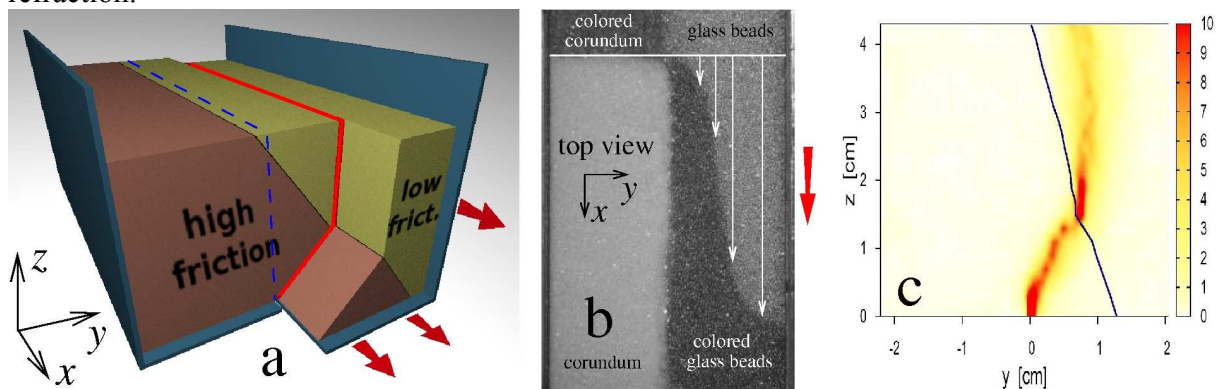 refraction.
high
friction
low
frict.
z
y
x
a
colored
corundum
glass beads
top view
y
x
b
corundum
colored
glass beads
c
z [cm]
4
3
2
1
0
-2
-1
0
1
2
y [cm]
10
9
8
7
6
5
4
3
2
1
0